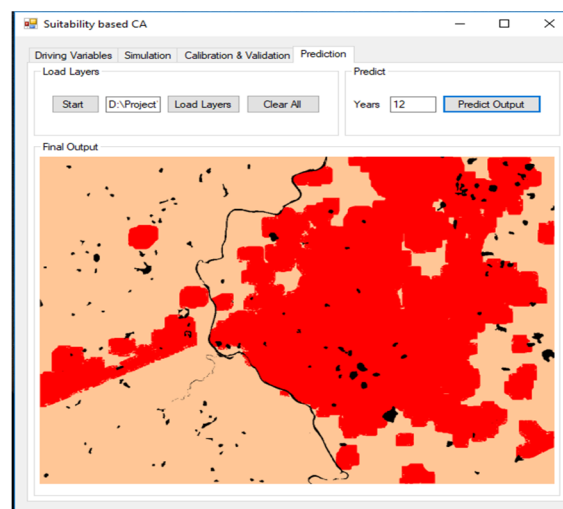 Suitability based CA
Driving Variables Simulation Calibration & Validation Prediction
Load Layers
Start D:\Project Load Layers Clear All
Predict
Years 12 Predict Output
Final Output